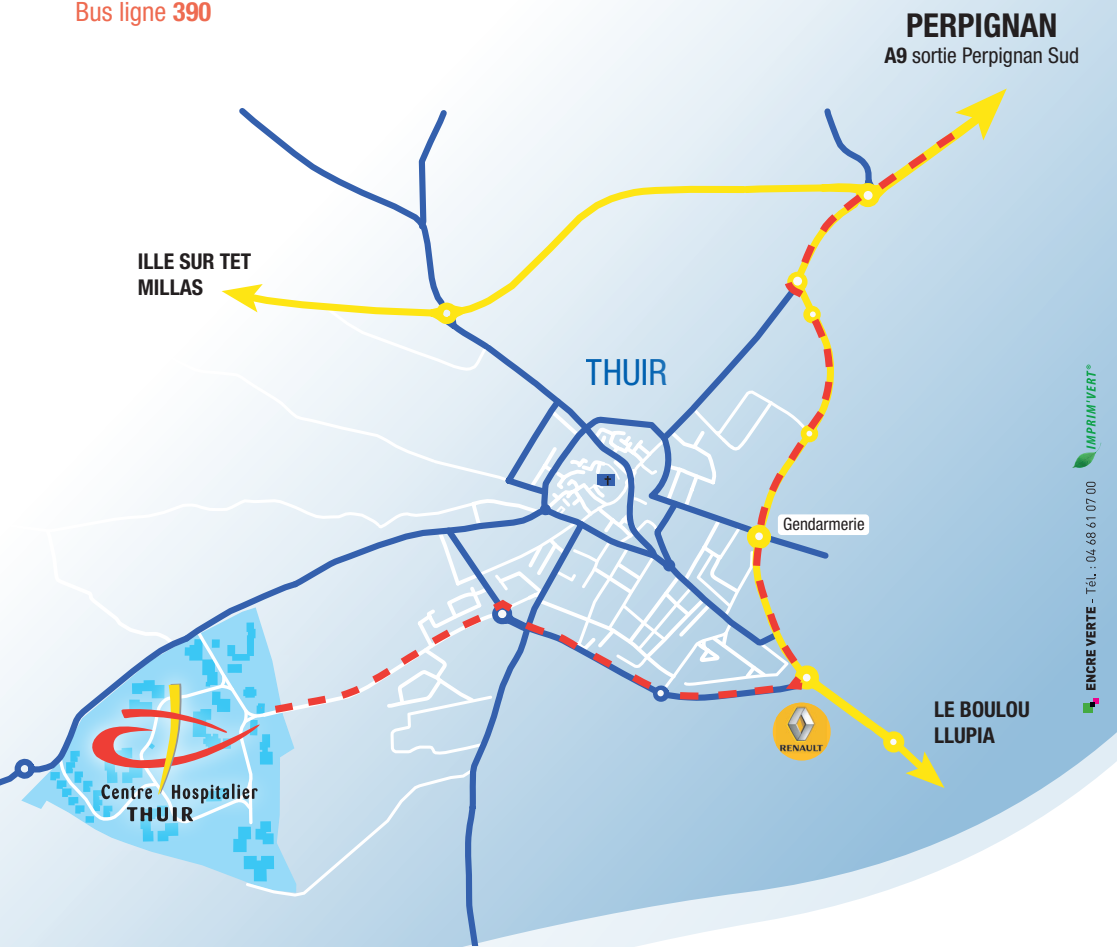 Bus ligne 390
PERPIGNAN
A9 sortie Perpignan Sud
ILLE SUR TET
MILLAS
THUIR
Gendarmerie
LE BOULOU
LLUPIA
RENAULT
Centre Hospitalier
THUIR
ENCRE VERTE - Tél. : 04 68 61 07 00 IMPRIM'VERT®